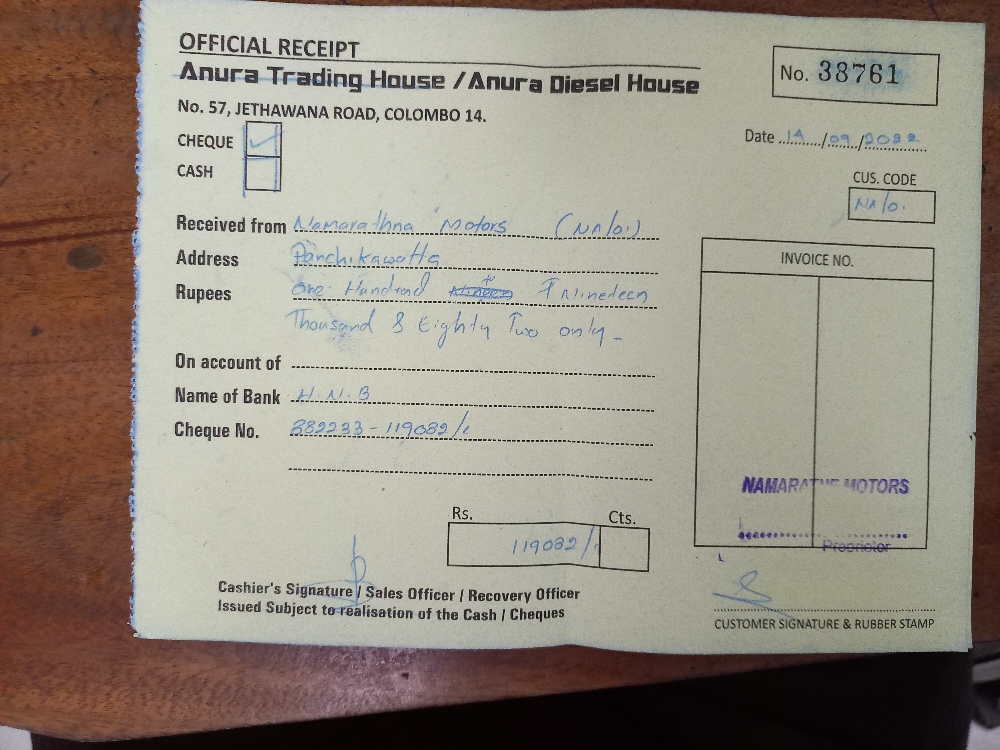 OFFICIAL RECEIPT
Anura Trading House / Anura Diesel House
No. 38761
No. 57, JETHAWANA ROAD, COLOMBO 14.
CHEQUE
Date 14/09/2022
CASH
CUS. CODE
NA/01
Received from Namarathna Motors (NA/01)
Address Panchikawatta
INVOICE NO.
Rupees One Hundred & Nineteen
Thousand & Eighty Two only -
On account of
Name of Bank H.N.B
Cheque No. 882233 - 119082/-
NAMARATNE MOTORS
Rs. Cts.
119082/-
Proprietor
Cashier's Signature / Sales Officer / Recovery Officer
Issued Subject to realisation of the Cash / Cheques
CUSTOMER SIGNATURE & RUBBER STAMP